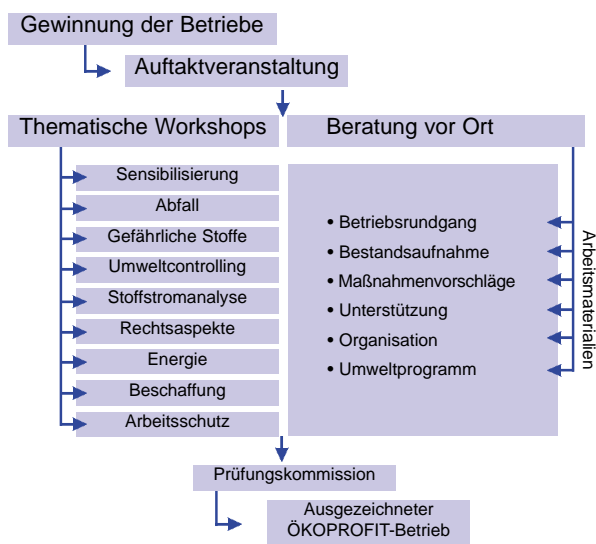 Gewinnung der Betriebe
Auftaktveranstaltung
Thematische Workshops
Sensibilisierung
Abfall
Gefährliche Stoffe
Umweltcontrolling
Stoffstromanalyse
Rechtsaspekte
Energie
Beschaffung
Arbeitsschutz
Beratung vor Ort
• Betriebsrundgang
• Bestandsaufnahme
• Maßnahmenvorschläge
• Unterstützung
• Organisation
• Umweltprogramm
Arbeitsmaterialien
Prüfungskommission
Ausgezeichneter
ÖKOPROFIT-Betrieb